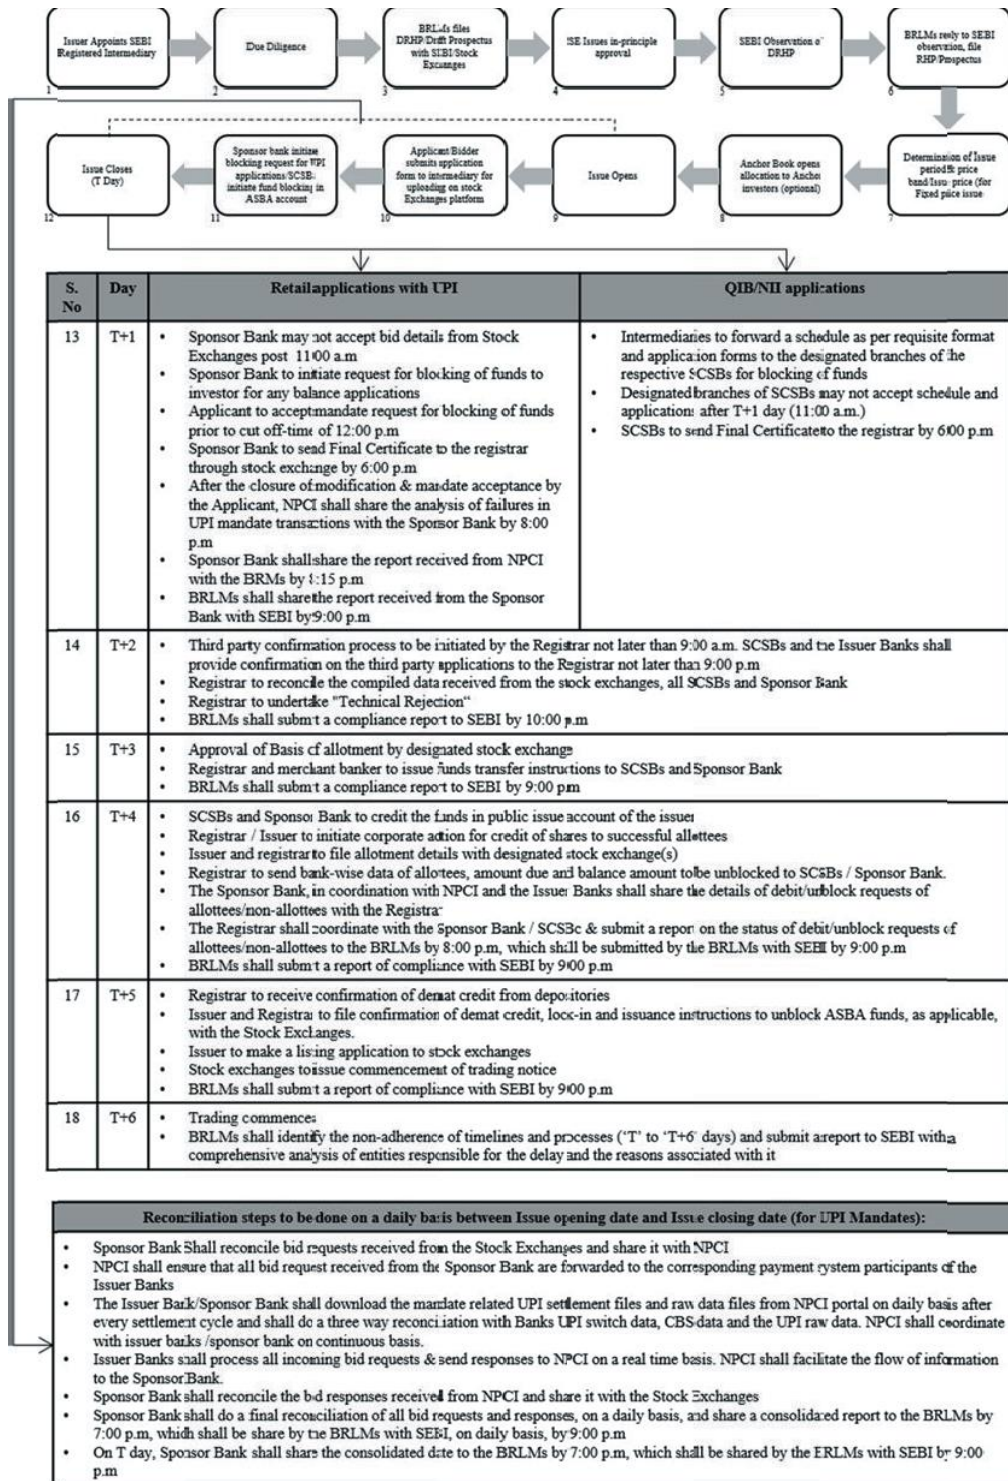 Issuer Appoints SEBI
Registered Intermediary
1
Due Diligence
2
BRLMs files
DRHP/Draft Prospectus
with SEBI/Stock
Exchanges
3
SE Issues in-principle
approval
4
SEBI Observation on
DRHP
5
BRLMs reply to SEBI
observation, file
RHP/Prospectus
6
Determination of Issue
period& price
band/Issue price (for
Fixed price issue
7
Anchor Book opens
allocation to Anchor
investors (optional)
8
Issue Opens
9
Applicant/Bidder
submits application
form to intermediary for
uploading on stock
Exchanges platform
10
Sponsor bank initiate
blocking request for UPI
applications/SCSBs
initiate fund blocking in
ASBA account
11
Issue Closes
(T Day)
12
S. No
Day
Retail applications with UPI
QIB/NII applications
13
T+1
• Sponsor Bank may not accept bid details from Stock
Exchanges post 11:00 a.m
• Sponsor Bank to initiate request for blocking of funds to
investor for any balance applications
• Applicant to accept mandate request for blocking of funds
prior to cut off-time of 12:00 p.m
• Sponsor Bank to send Final Certificate to the registrar
through stock exchange by 6:00 p.m
• After the closure of modification & mandate acceptance by
the Applicant, NPCI shall share the analysis of failures in
UPI mandate transactions with the Sponsor Bank by 8:00
p.m
• Sponsor Bank shall share the report received from NPCI
with the BRMs by 8:15 p.m
• BRLMs shall share the report received from the Sponsor
Bank with SEBI by 9:00 p.m
• Intermediaries to forward a schedule as per requisite format
and application forms to the designated branches of the
respective SCSBs for blocking of funds
• Designated branches of SCSBs may not accept schedule and
applications after T+1 day (11:00 a.m.)
• SCSBs to send Final Certificate to the registrar by 6:00 p.m
14
T+2
• Third party confirmation process to be initiated by the Registrar not later than 9:00 a.m. SCSBs and the Issuer Banks shall
provide confirmation on the third party applications to the Registrar not later than 9:00 p.m
• Registrar to reconcile the compiled data received from the stock exchanges, all SCSBs and Sponsor Bank
• Registrar to undertake "Technical Rejection"
• BRLMs shall submit a compliance report to SEBI by 10:00 p.m
15
T+3
• Approval of Basis of allotment by designated stock exchange
• Registrar and merchant banker to issue funds transfer instructions to SCSBs and Sponsor Bank
• BRLMs shall submit a compliance report to SEBI by 9:00 pm
16
T+4
• SCSBs and Sponsor Bank to credit the funds in public issue account of the issuer
• Registrar / Issuer to initiate corporate action for credit of shares to successful allottees
• Issuer and registrar to file allotment details with designated stock exchange(s)
• Registrar to send bank-wise data of allottees, amount due and balance amount to be unblocked to SCSBs / Sponsor Bank.
• The Sponsor Bank, in coordination with NPCI and the Issuer Banks shall share the details of debit/unblock requests of
allottees/non-allottees with the Registrar
• The Registrar shall coordinate with the Sponsor Bank / SCSBc & submit a report on the status of debit/unblock requests of
allottees/non-allottees to the BRLMs by 8:00 p.m, which shall be submitted by the BRLMs with SEBI by 9:00 p.m
• BRLMs shall submit a report of compliance with SEBI by 9:00 p.m
17
T+5
• Registrar to receive confirmation of demat credit from depositories
• Issuer and Registrar to file confirmation of demat credit, lock-in and issuance instructions to unblock ASBA funds, as applicable,
with the Stock Exchanges.
• Issuer to make a listing application to stock exchanges
• Stock exchanges to issue commencement of trading notice
• BRLMs shall submit a report of compliance with SEBI by 9:00 p.m
18
T+6
• Trading commences
• BRLMs shall identify the non-adherence of timelines and processes ('T' to 'T+6' days) and submit a report to SEBI with a
comprehensive analysis of entities responsible for the delay and the reasons associated with it
Reconciliation steps to be done on a daily basis between Issue opening date and Issue closing date (for UPI Mandates):
• Sponsor Bank Shall reconcile bid requests received from the Stock Exchanges and share it with NPCI
• NPCI shall ensure that all bid request received from the Sponsor Bank are forwarded to the corresponding payment system participants of the
Issuer Banks
• The Issuer Bank/Sponsor Bank shall download the mandate related UPI settlement files and raw data files from NPCI portal on daily basis after
every settlement cycle and shall do a three way reconciliation with Banks UPI switch data, CBS data and the UPI raw data. NPCI shall coordinate
with issuer banks /sponsor bank on continuous basis.
• Issuer Banks shall process all incoming bid requests & send responses to NPCI on a real time basis. NPCI shall facilitate the flow of information
to the Sponsor Bank.
• Sponsor Bank shall reconcile the bid responses received from NPCI and share it with the Stock Exchanges
• Sponsor Bank shall do a final reconciliation of all bid requests and responses, on a daily basis, and share a consolidated report to the BRLMs by
7:00 p.m, which shall be share by the BRLMs with SEBI, on daily basis, by 9:00 p.m
• On T day, Sponsor Bank shall share the consolidated date to the BRLMs by 7:00 p.m, which shall be shared by the BRLMs with SEBI by 9:00
p.m